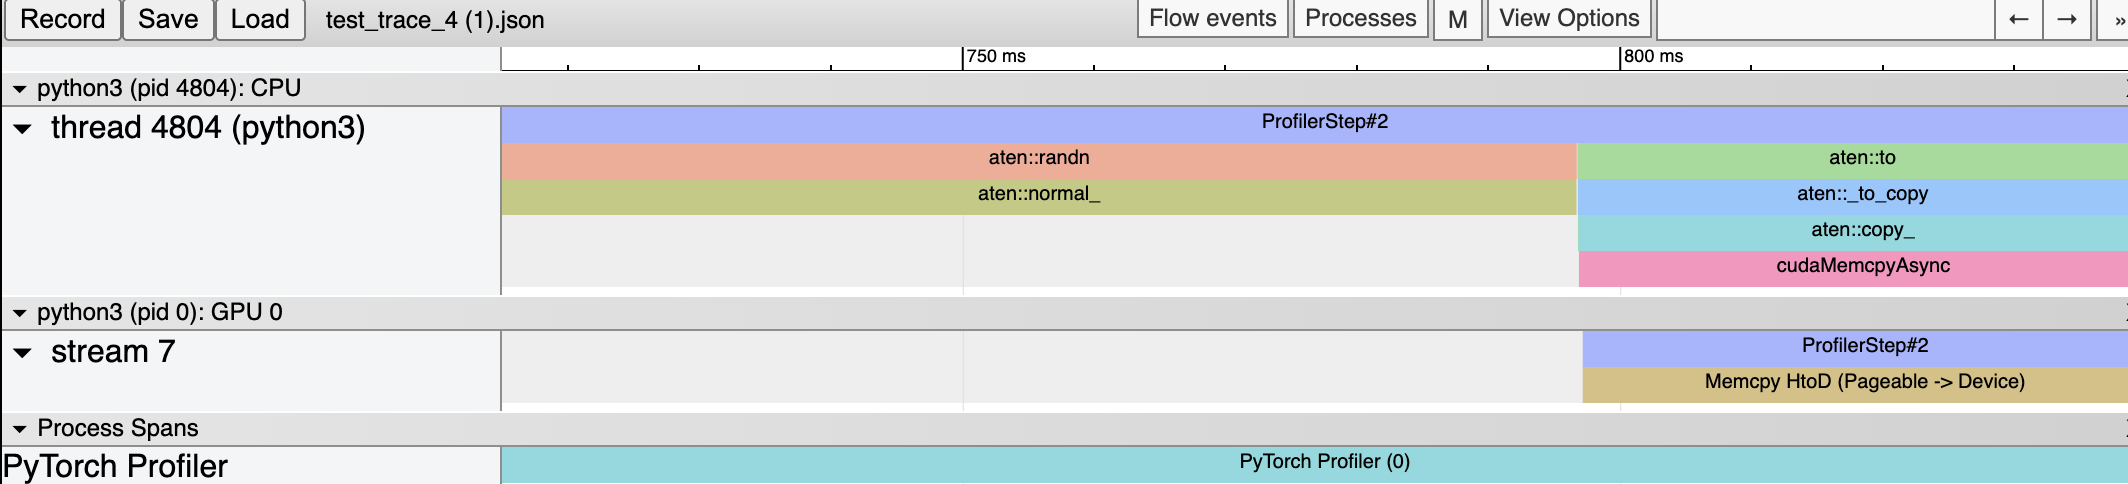 Record Save Load test_trace_4 (1).json Flow events Processes M View Options ← → »
750 ms 800 ms
python3 (pid 4804): CPU
thread 4804 (python3) ProfilerStep#2
aten::randn aten::to
aten::normal_ aten::_to_copy
aten::copy_
cudaMemcpyAsync
python3 (pid 0): GPU 0
stream 7 ProfilerStep#2
Memcpy HtoD (Pageable -> Device)
Process Spans
PyTorch Profiler PyTorch Profiler (0)